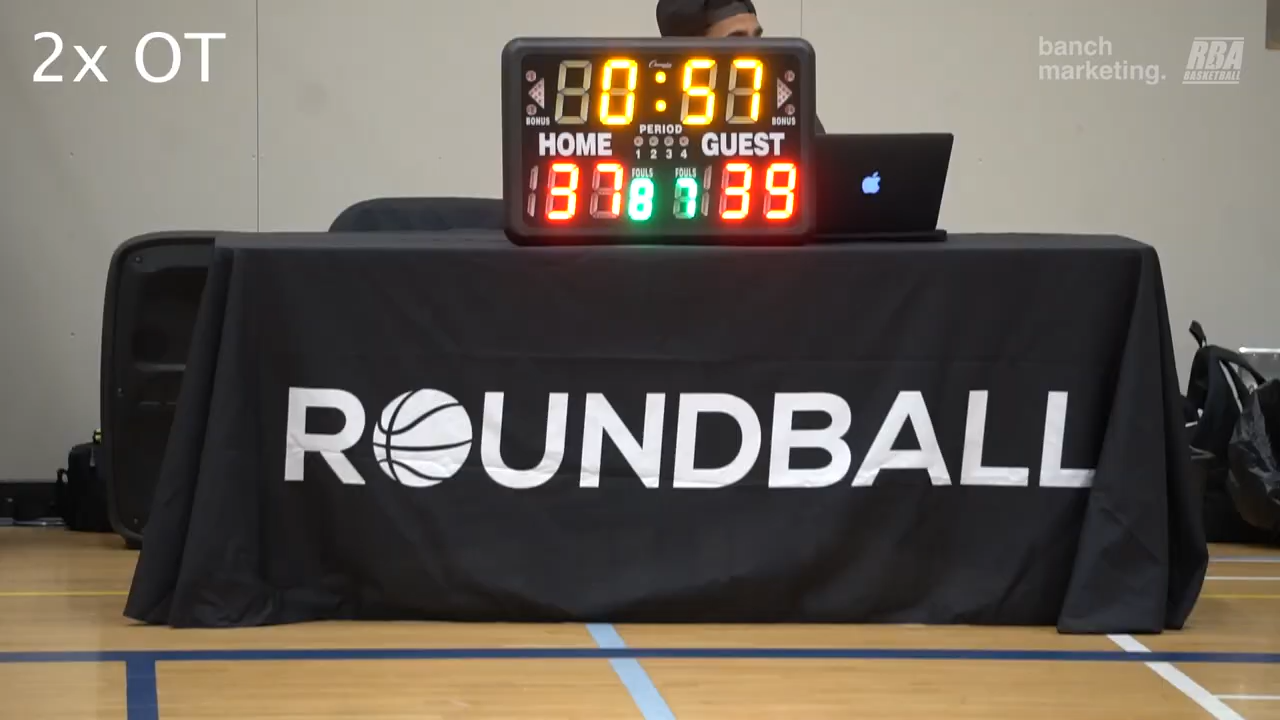 2x OT
banch
marketing.
RBA
BASKETBALL
0:57
BONUS
BONUS
PERIOD
HOME
GUEST
1 2 3 4
FOULS
FOULS
37
8
7
39
ROUNDBALL